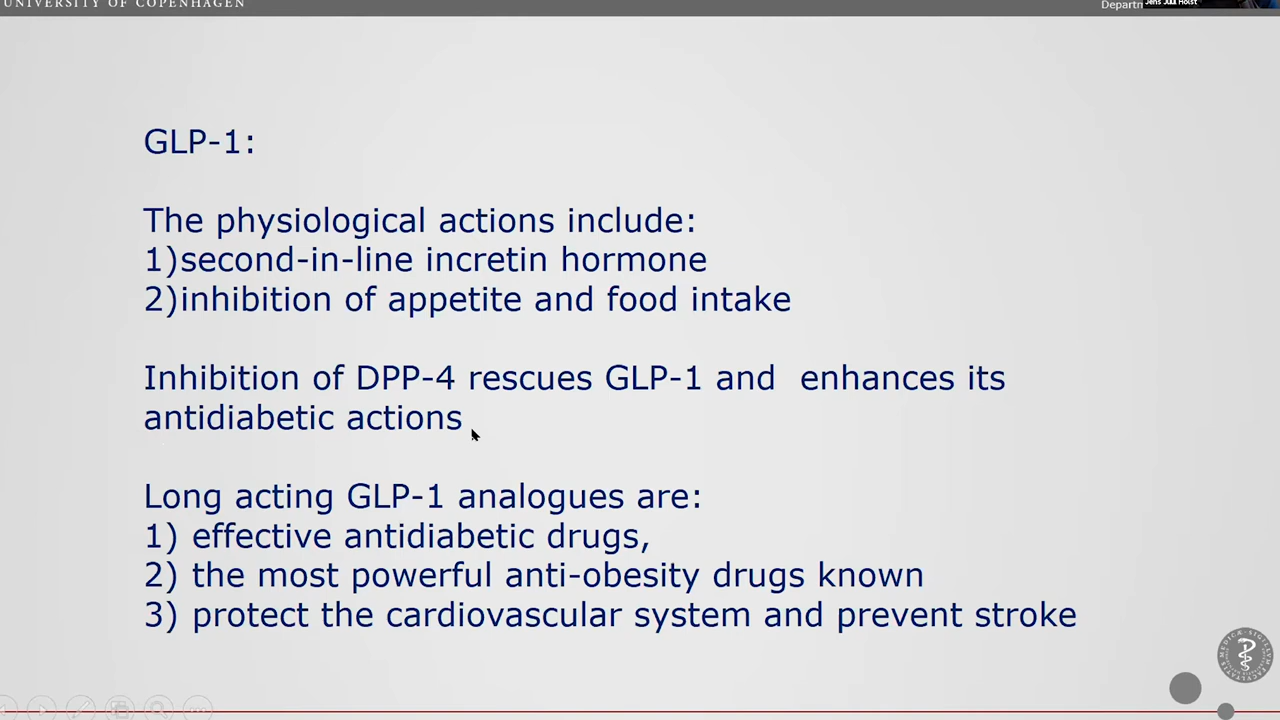 UNIVERSITY OF COPENHAGEN
Departn
Jens Juul Holst
GLP-1:
The physiological actions include:
1)second-in-line incretin hormone
2)inhibition of appetite and food intake
Inhibition of DPP-4 rescues GLP-1 and  enhances its
antidiabetic actions
Long acting GLP-1 analogues are:
1) effective antidiabetic drugs,
2) the most powerful anti-obesity drugs known
3) protect the cardiovascular system and prevent stroke